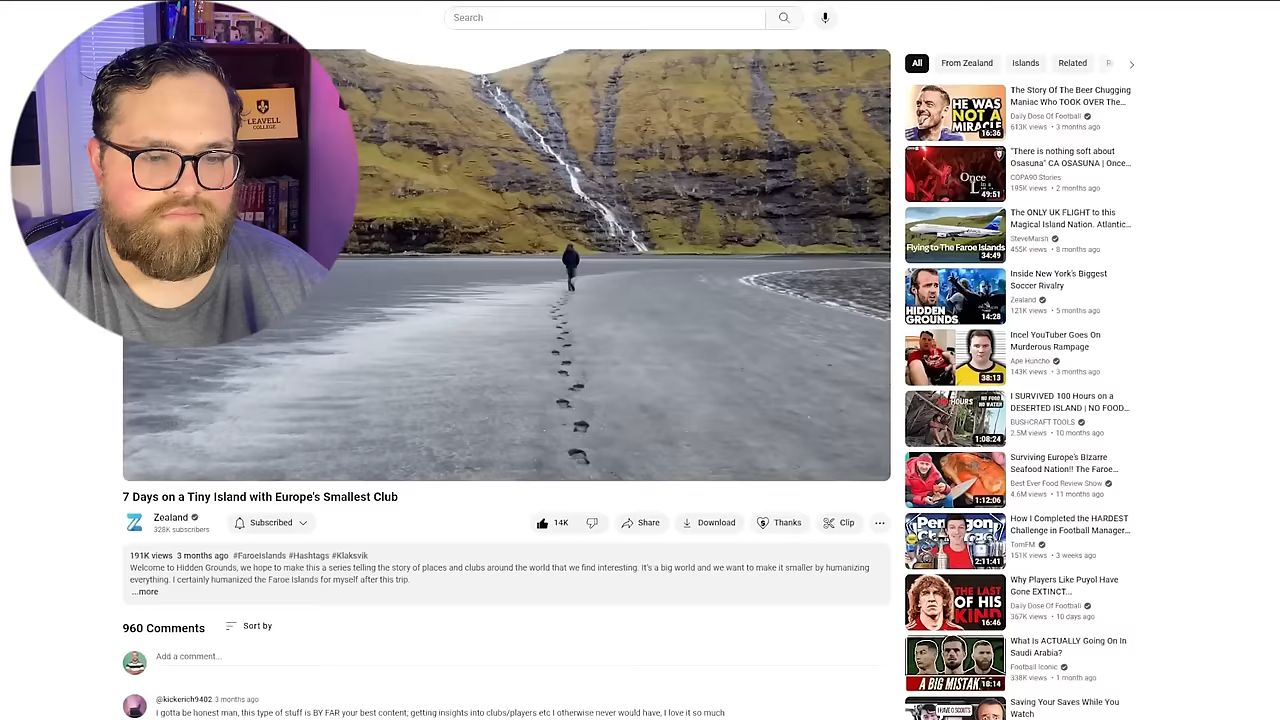 Search
LEAVELL
COLLEGE
All
From Zealand
Islands
Related
7 Days on a Tiny Island with Europe's Smallest Club
Zealand
328K subscribers
Subscribed
14K
Share
Download
Thanks
Clip
191K views 3 months ago #FaroeIslands #Hashtags #Klaksvik
Welcome to Hidden Grounds, we hope to make this a series telling the story of places and clubs around the world that we find interesting. It's a big world and we want to make it smaller by humanizing
everything. I certainly humanized the Faroe Islands for myself after this trip.
...more
960 Comments
Sort by
Add a comment...
@kickerich9402 3 months ago
I gotta be honest man, this type of stuff is BY FAR your best content; getting insights into clubs/players etc I otherwise never would have, I love it so much
HE WAS
NOT A
MIRACLE
16:36
The Story Of The Beer Chugging
Maniac Who TOOK OVER The...
Daily Dose Of Football
613K views • 3 months ago
Once
49:51
"There is nothing soft about
Osasuna" CA OSASUNA | Once...
COPA90 Stories
195K views • 2 months ago
Flying to The Faroe Islands
34:49
The ONLY UK FLIGHT to this
Magical Island Nation. Atlantic...
SteveMarsh
455K views • 8 months ago
HIDDEN
GROUNDS
14:28
Inside New York's Biggest
Soccer Rivalry
Zealand
121K views • 5 months ago
38:13
Incel YouTuber Goes On
Murderous Rampage
Ape Huncho
143K views • 3 months ago
HOURS
NO FOOD
NO WATER
1:08:24
I SURVIVED 100 Hours on a
DESERTED ISLAND | NO FOOD...
BUSHCRAFT TOOLS
2.5M views • 10 months ago
1:12:06
Surviving Europe's Bizarre
Seafood Nation!! The Faroe...
Best Ever Food Review Show
4.6M views • 11 months ago
2:11:41
How I Completed the HARDEST
Challenge in Football Manager...
TomFM
151K views • 3 weeks ago
THE LAST
OF HIS
KIND
16:46
Why Players Like Puyol Have
Gone EXTINCT...
Daily Dose Of Football
367K views • 10 days ago
A BIG MISTAK
18:14
What Is ACTUALLY Going On In
Saudi Arabia?
Football Iconic
338K views • 1 month ago
Saving Your Saves While You
Watch